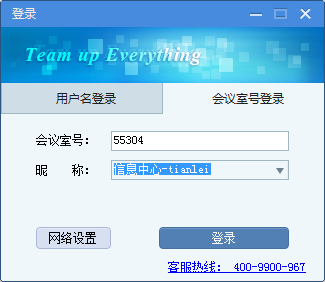 登录
Team up Everything
用户名登录
会议室号登录
会议室号： 55304
昵　称： 信息中心-tianlei
网络设置
登录
客服热线： 400-9900-967